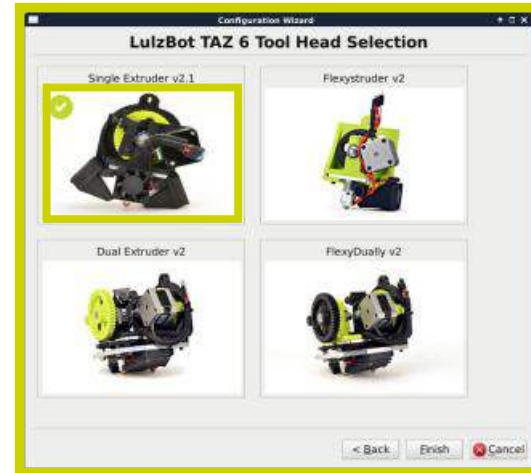 Configuration Wizard
LulzBot TAZ 6 Tool Head Selection
Single Extruder v2.1
Flexystruder v2
Dual Extruder v2
FlexyDually v2
< Back
Finish
Cancel